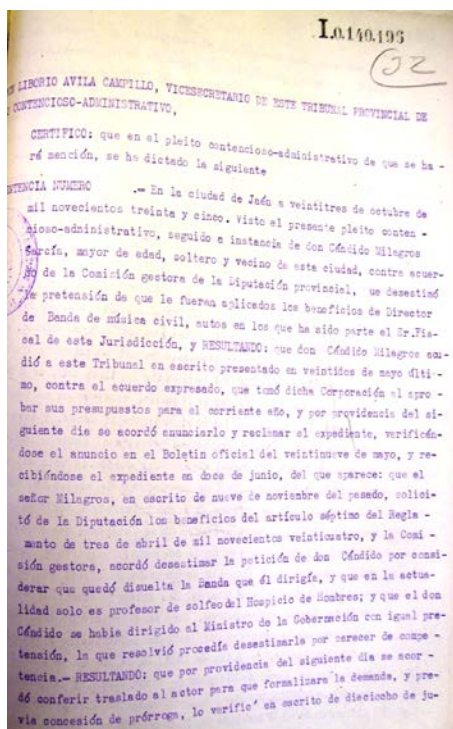 I.0.140.196
32
LIBORIO AVILA CAMPILLO, VICESECRETARIO DE ESTE TRIBUNAL PROVINCIAL DE
CONTENCIOSO-ADMINISTRATIVO,
CERTIFICO: que en el pleito contencioso-administrativo de que se ha-
rá mención, se ha dictado la siguiente
TENCIA NUMERO .- En la ciudad de Jaén a veintitres de octubre de
mil novecientos treinta y cinco. Visto el presente pleito conten -
cioso-administrativo, seguido a instancia de don Cándido Milagros
García, mayor de edad, soltero y vecino de esta ciudad, contra acuer-
do de la Comisión gestora de la Diputación provincial, ue desestimó
la pretensión de que le fueran aplicados los beneficios de Director
de Banda de música civil, autos en los que ha sido parte el Sr.Fis-
cal de esta Jurisdicción, y RESULTANDO: que don Cándido Milagros acu-
dió a este Tribunal en escrito presentado en veintidos de mayo últi-
mo, contra el acuerdo expresado, que tomó dicha Corporación al apro -
bar sus presupuestos para el corriente año, y por providencia del si-
guiente dia se acordó anunciarlo y reclamar el expediente, verificán-
dose el anuncio en el Boletin oficial del veintinueve de mayo, y re-
cibiéndose el expediente en doce de junio, del que aparece: que el
señor Milagros, en escrito de nueve de noviembre del pasado, solici-
tó de la Diputación los beneficios del artículo séptimo del Regla -
mento de tres de abril de mil novecientos veinticuatro, y la Comi -
sión gestora, acordó desestimar la petición de don Cándido por consi-
derar que quedó disuelta la Banda que él dirigía, y que en la actua-
lidad solo es profesor de solfeo del Hospicio de Hombres; y que el don
Cándido se había dirigido al Ministro de la Gobernación con igual pre-
tensión, la que resolvió procedía desestimarla por carecer de compe -
tencia.- RESULTANDO: que por providencia del siguiente dia se acor -
dó conferir traslado al actor para que formalizara la demanda, y pre-
via concesión de prórroga, lo verificó en escrito de dieciocho de ju-